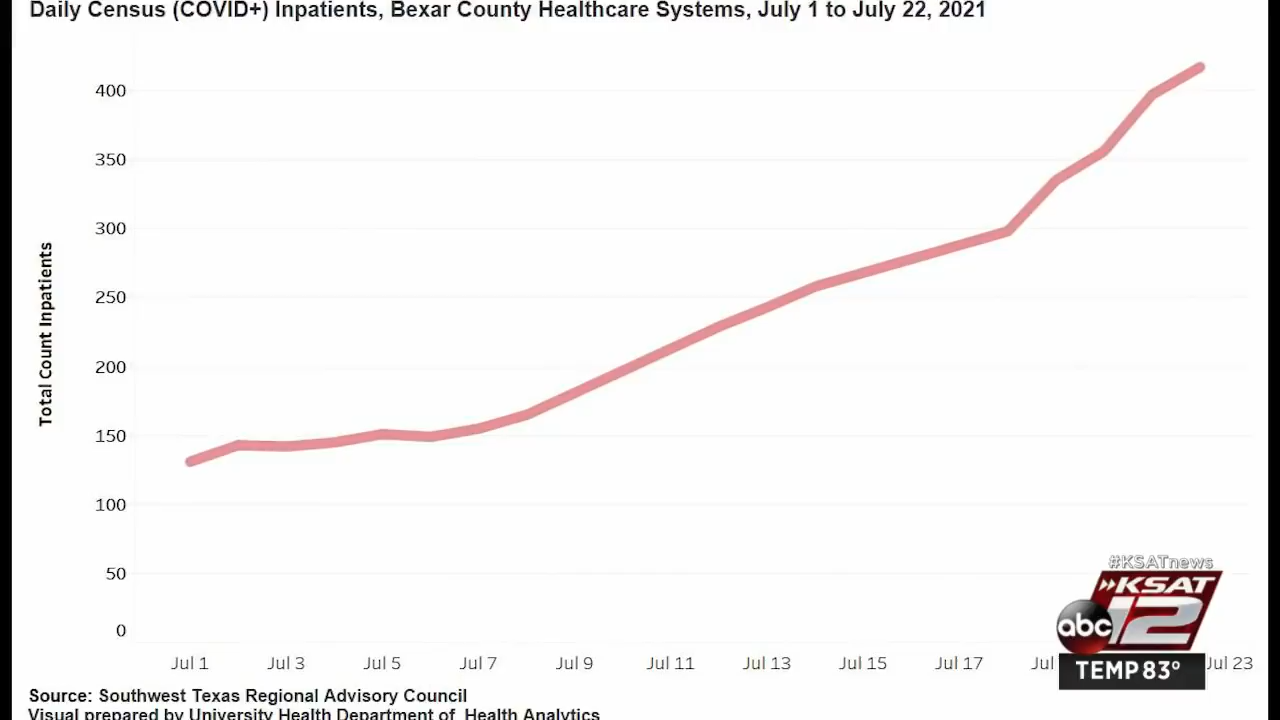 Daily Census (COVID+) Inpatients, Bexar County Healthcare Systems, July 1 to July 22, 2021
400
350
300
250
200
150
100
50
0
Total Count Inpatients
Jul 1 Jul 3 Jul 5 Jul 7 Jul 9 Jul 11 Jul 13 Jul 15 Jul 17 Jul Jul 23
#KSATnews
KSAT
abc 12
TEMP 83°
Source: Southwest Texas Regional Advisory Council
Visual prepared by University Health Department of Health Analytics